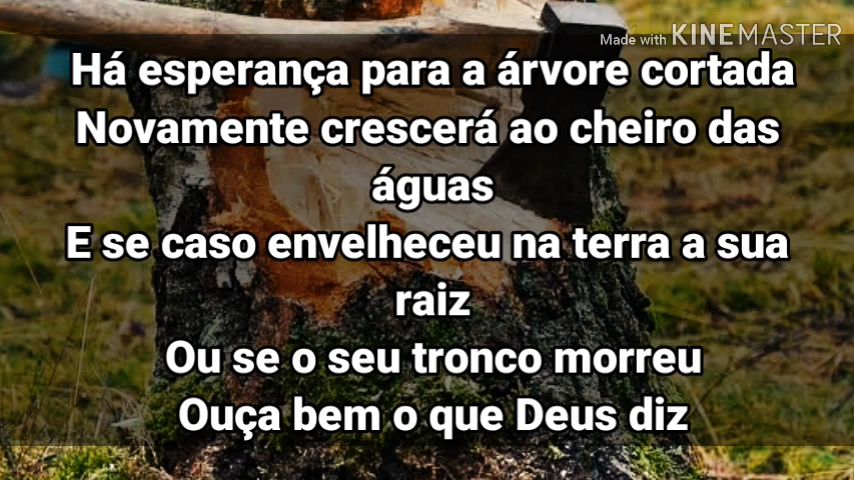 Made with KINEMASTER
Há esperança para a árvore cortada
Novamente crescerá ao cheiro das
águas
E se caso envelheceu na terra a sua
raiz
Ou se o seu tronco morreu
Ouça bem o que Deus diz